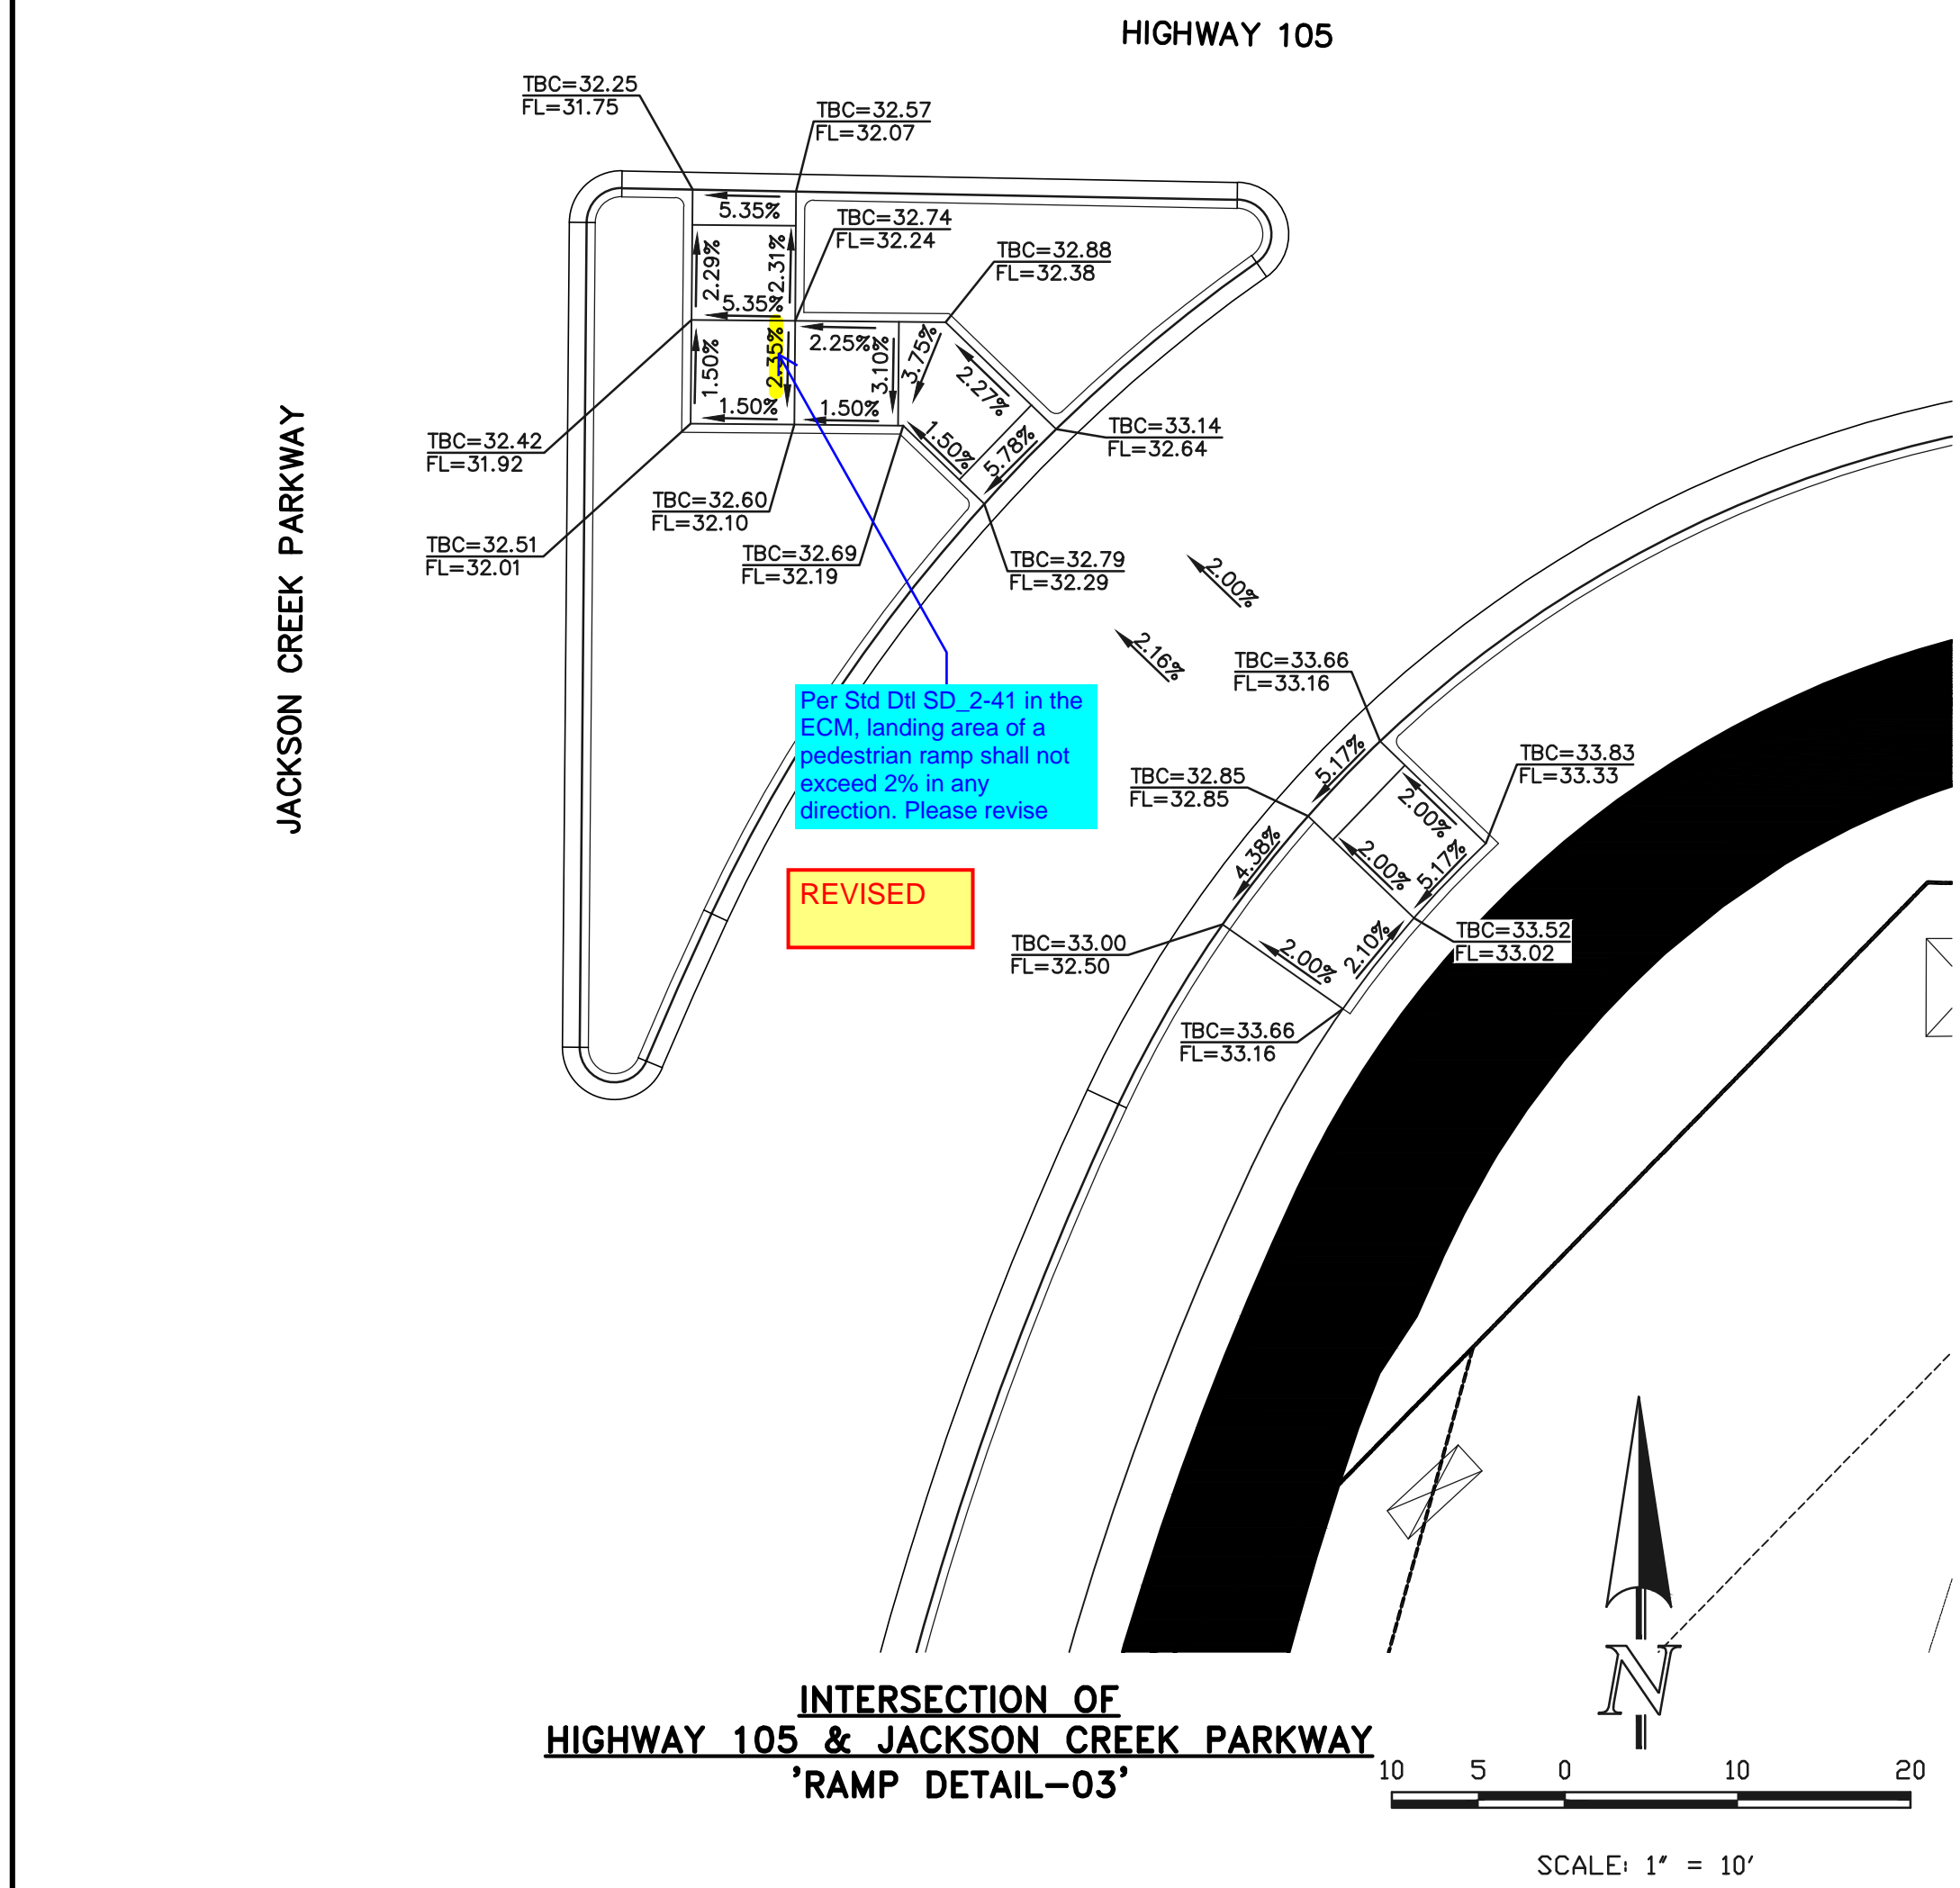 HIGHWAY 105
TBC=32.25
FL=31.75
TBC=32.57
FL=32.07
5.35%
TBC=32.74
FL=32.24
TBC=32.88
FL=32.38
2.29%
2.31%
5.35%
2.25%
1.50%
2.35%
3.10%
3.75%
2.27%
1.50%
1.50%
1.50%
5.78%
TBC=33.14
FL=32.64
TBC=32.42
FL=31.92
TBC=32.60
FL=32.10
TBC=32.51
FL=32.01
TBC=32.69
FL=32.19
TBC=32.79
FL=32.29
JACKSON CREEK PARKWAY
2.00%
2.16%
TBC=33.66
FL=33.16
Per Std Dtl SD_2-41 in the
ECM, landing area of a
pedestrian ramp shall not
exceed 2% in any
direction. Please revise
5.17%
TBC=32.85
FL=32.85
TBC=33.83
FL=33.33
2.00%
4.38%
2.00%
5.17%
REVISED
TBC=33.00
FL=32.50
2.00%
2.10%
TBC=33.52
FL=33.02
TBC=33.66
FL=33.16
N
INTERSECTION OF
HIGHWAY 105 & JACKSON CREEK PARKWAY
'RAMP DETAIL-03'
10 5 0 10 20
SCALE: 1" = 10'